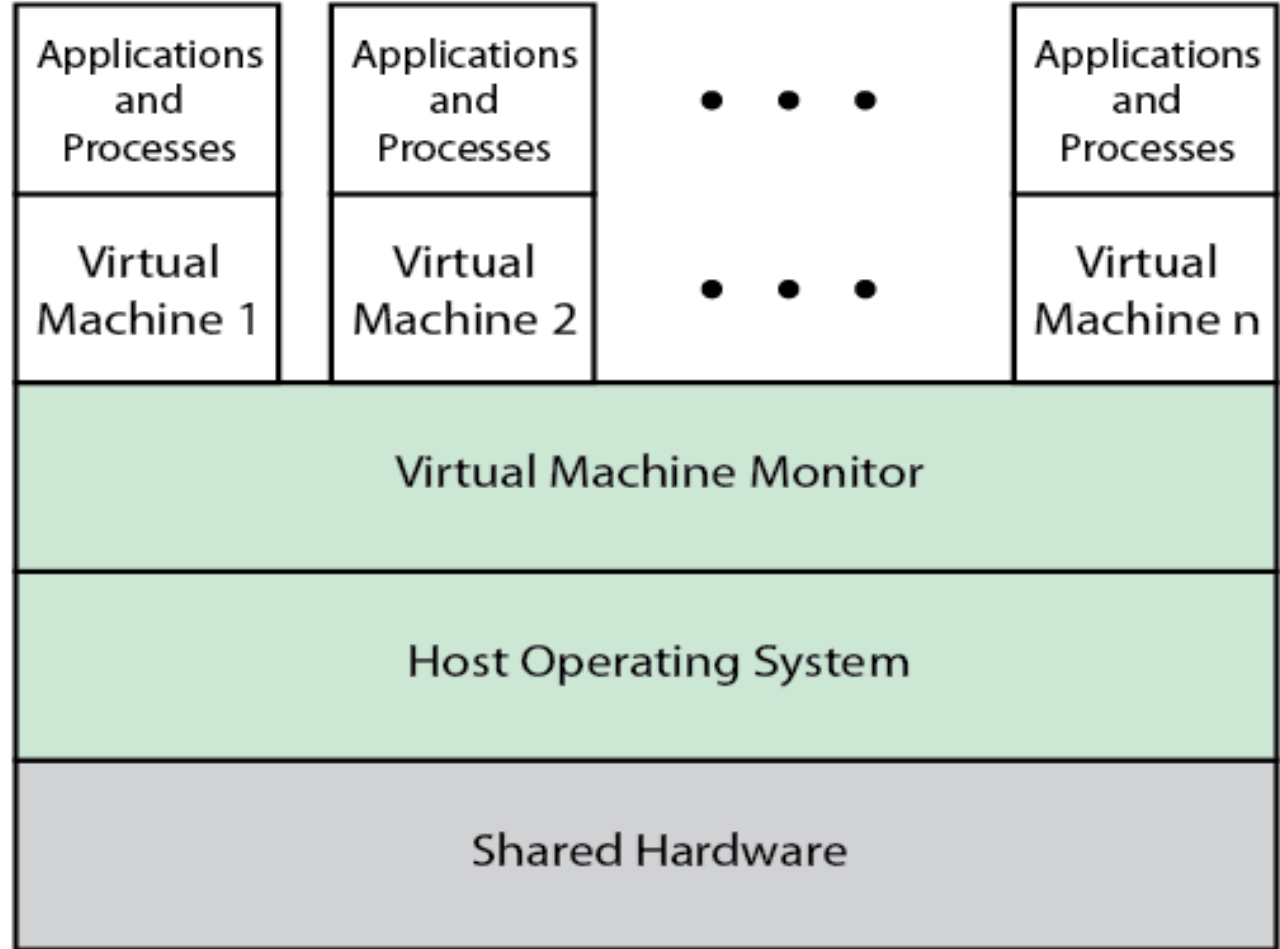 Applications
and
Processes
Applications
and
Processes
Applications
and
Processes
Virtual
Machine 1
Virtual
Machine 2
Virtual
Machine n
Virtual Machine Monitor
Host Operating System
Shared Hardware